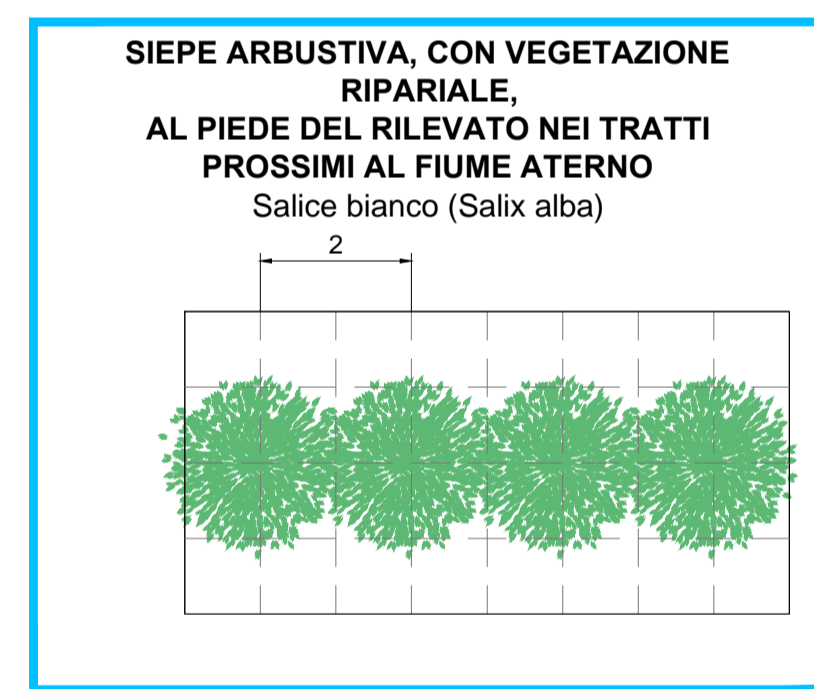 SIEPE ARBUSTIVA, CON VEGETAZIONE
RIPARIALE,
AL PIEDE DEL RILEVATO NEI TRATTI
PROSSIMI AL FIUME ATERNO
Salice bianco (Salix alba)
2